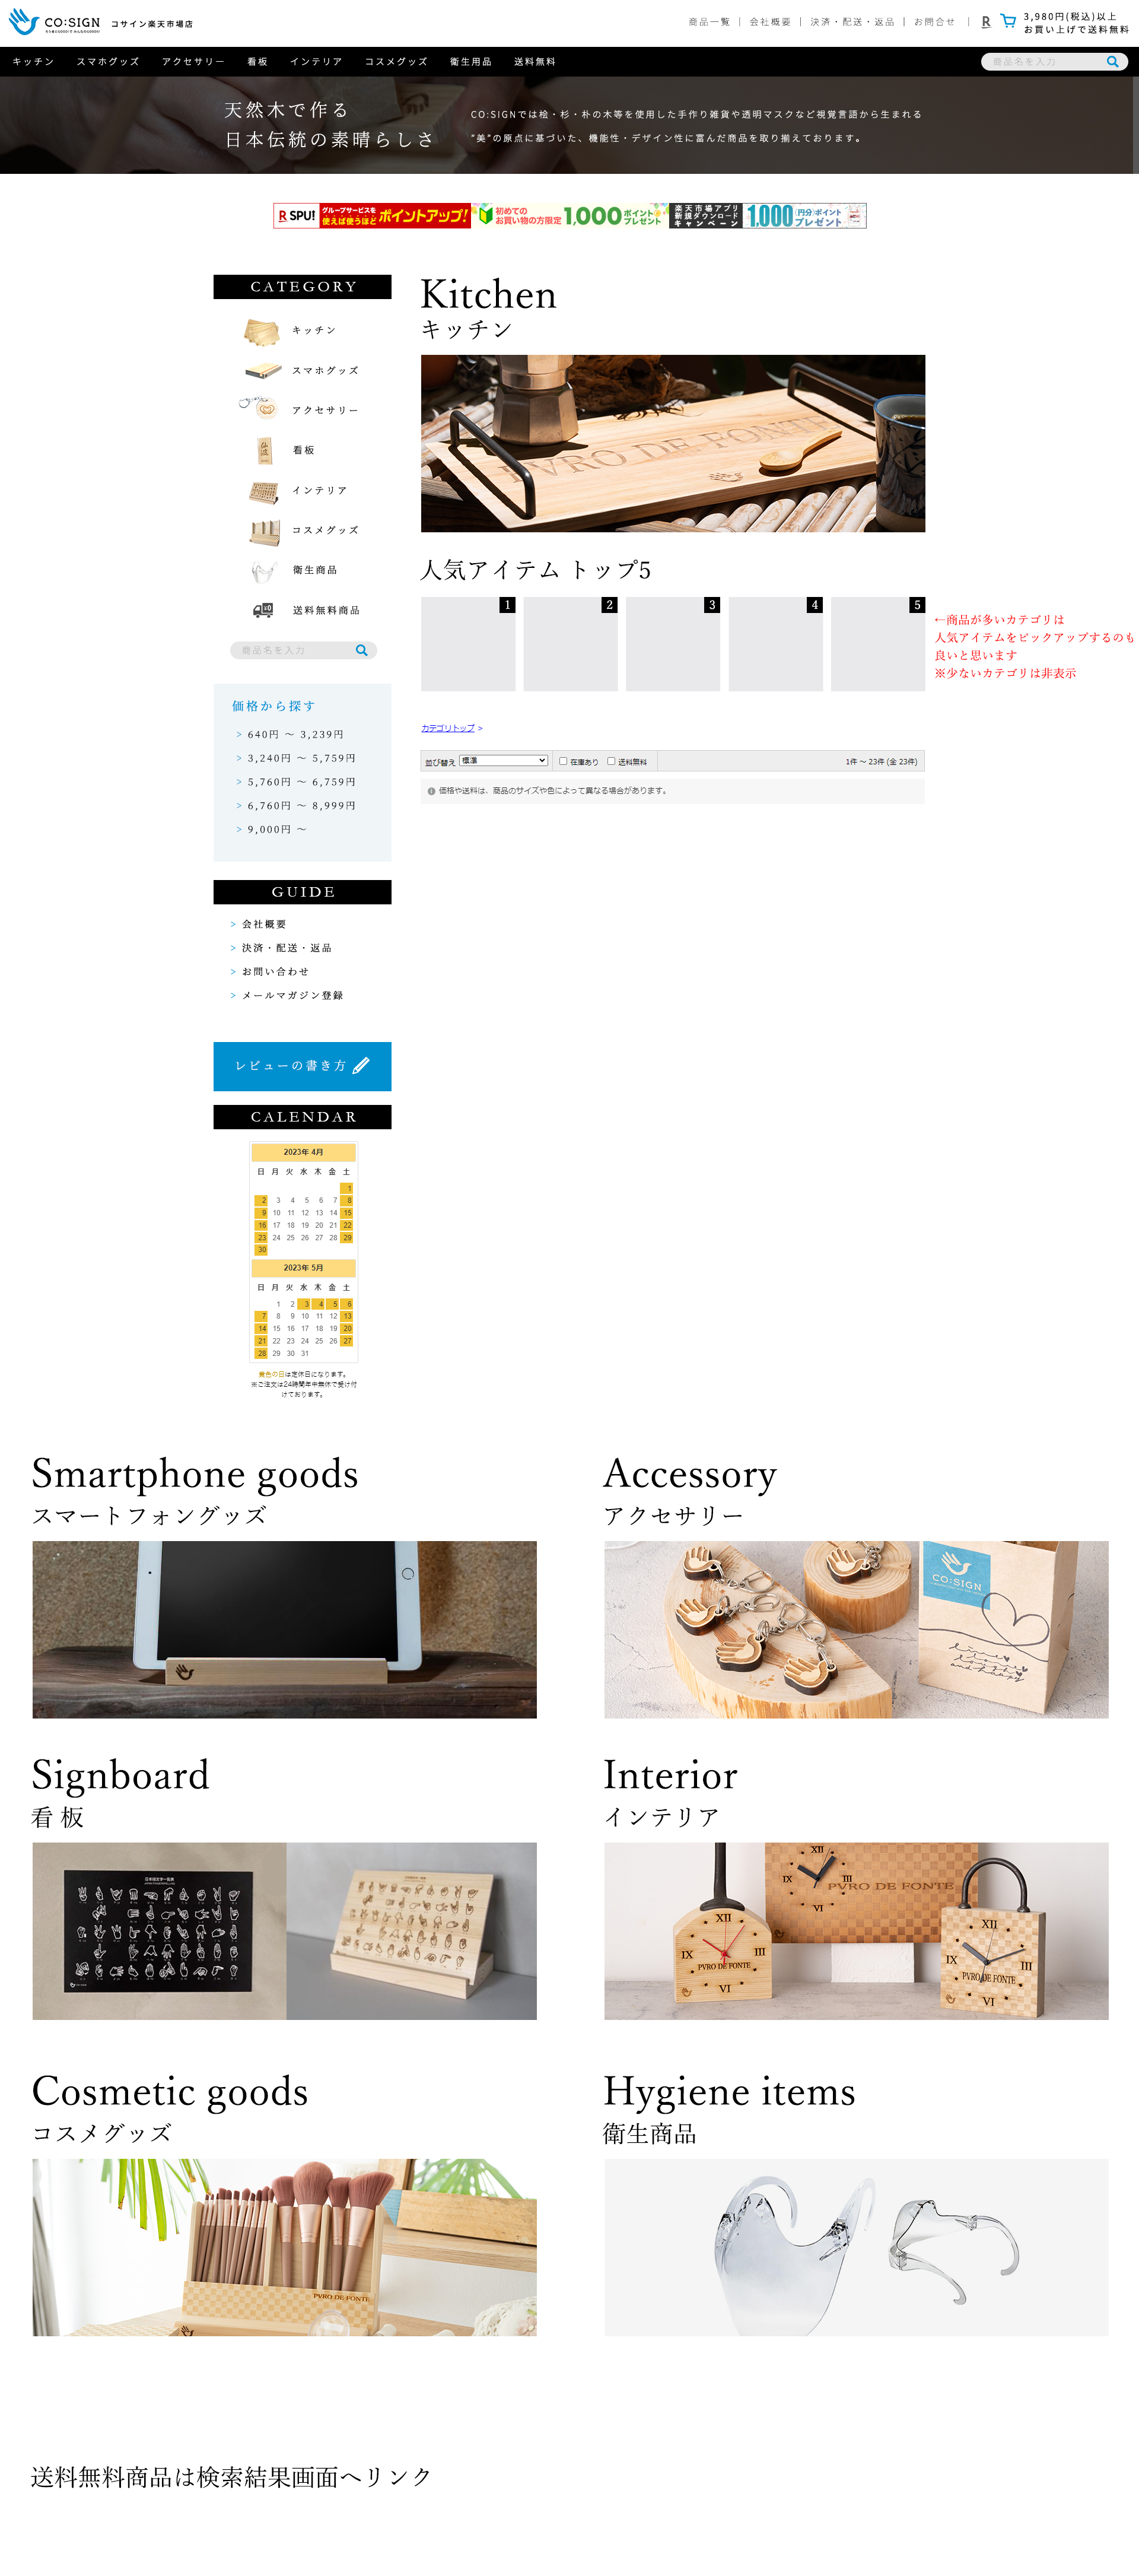 CO:SIGN コサイン楽天市場店
商品一覧 | 会社概要 | 決済・配送・返品 | お問合せ | R
3,980円(税込)以上
お買い上げで送料無料
キッチン スマホグッズ アクセサリー 看板 インテリア コスメグッズ 衛生用品 送料無料 商品名を入力
天然木で作る
日本伝統の素晴らしさ
CO:SIGNでは桧・杉・朴の木等を使用した手作り雑貨や透明マスクなど視覚言語から生まれる
"美"の原点に基づいた、機能性・デザイン性に富んだ商品を取り揃えております。
R SPU! グループサービスを使えば使うほど ポイントアップ!
初めてのお買い物の方限定 1,000ポイントプレゼント
楽天市場アプリ 新規ダウンロードキャンペーン 1,000(円分)ポイントプレゼント
CATEGORY
キッチン
スマホグッズ
アクセサリー
看板
インテリア
コスメグッズ
衛生商品
送料無料商品
商品名を入力
価格から探す
> 640円 ～ 3,239円
> 3,240円 ～ 5,759円
> 5,760円 ～ 6,759円
> 6,760円 ～ 8,999円
> 9,000円 ～
GUIDE
> 会社概要
> 決済・配送・返品
> お問い合わせ
> メールマガジン登録
レビューの書き方
CALENDAR
2023年 4月
日 月 火 水 木 金 土
1
2 3 4 5 6 7 8
9 10 11 12 13 14 15
16 17 18 19 20 21 22
23 24 25 26 27 28 29
30
2023年 5月
日 月 火 水 木 金 土
1 2 3 4 5 6
7 8 9 10 11 12 13
14 15 16 17 18 19 20
21 22 23 24 25 26 27
28 29 30 31
黄色の日は定休日になります。
※ご注文は24時間年中無休で受け付
けております。
Kitchen
キッチン
PVRO DE FONTE
人気アイテム トップ5
1 2 3 4 5
←商品が多いカテゴリは
人気アイテムをピックアップするのも
良いと思います
※少ないカテゴリは非表示
カテゴリトップ >
並び替え 標準 在庫あり 送料無料 1件 ～ 23件 (全 23件)
価格や送料は、商品のサイズや色によって異なる場合があります。
Smartphone goods
スマートフォングッズ
Accessory
アクセサリー
CO:SIGN
Signboard
看 板
Interior
インテリア
PVRO DE FONTE
XII III VI IX
PVRO DE FONTE
XII III VI IX
PVRO DE FONTE
Cosmetic goods
コスメグッズ
PVRO DE FONTE
Hygiene items
衛生商品
送料無料商品は検索結果画面へリンク